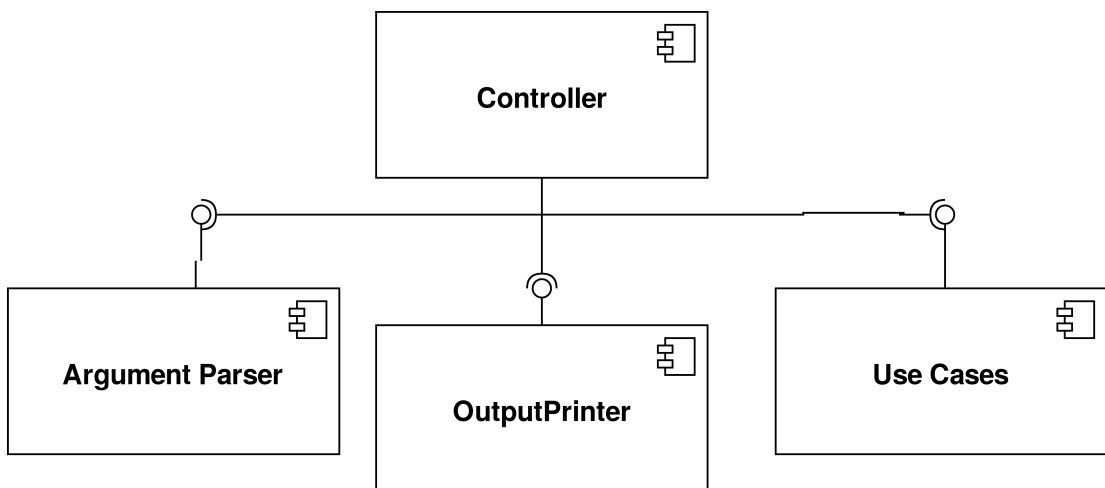 Controller
Argument Parser
OutputPrinter
Use Cases